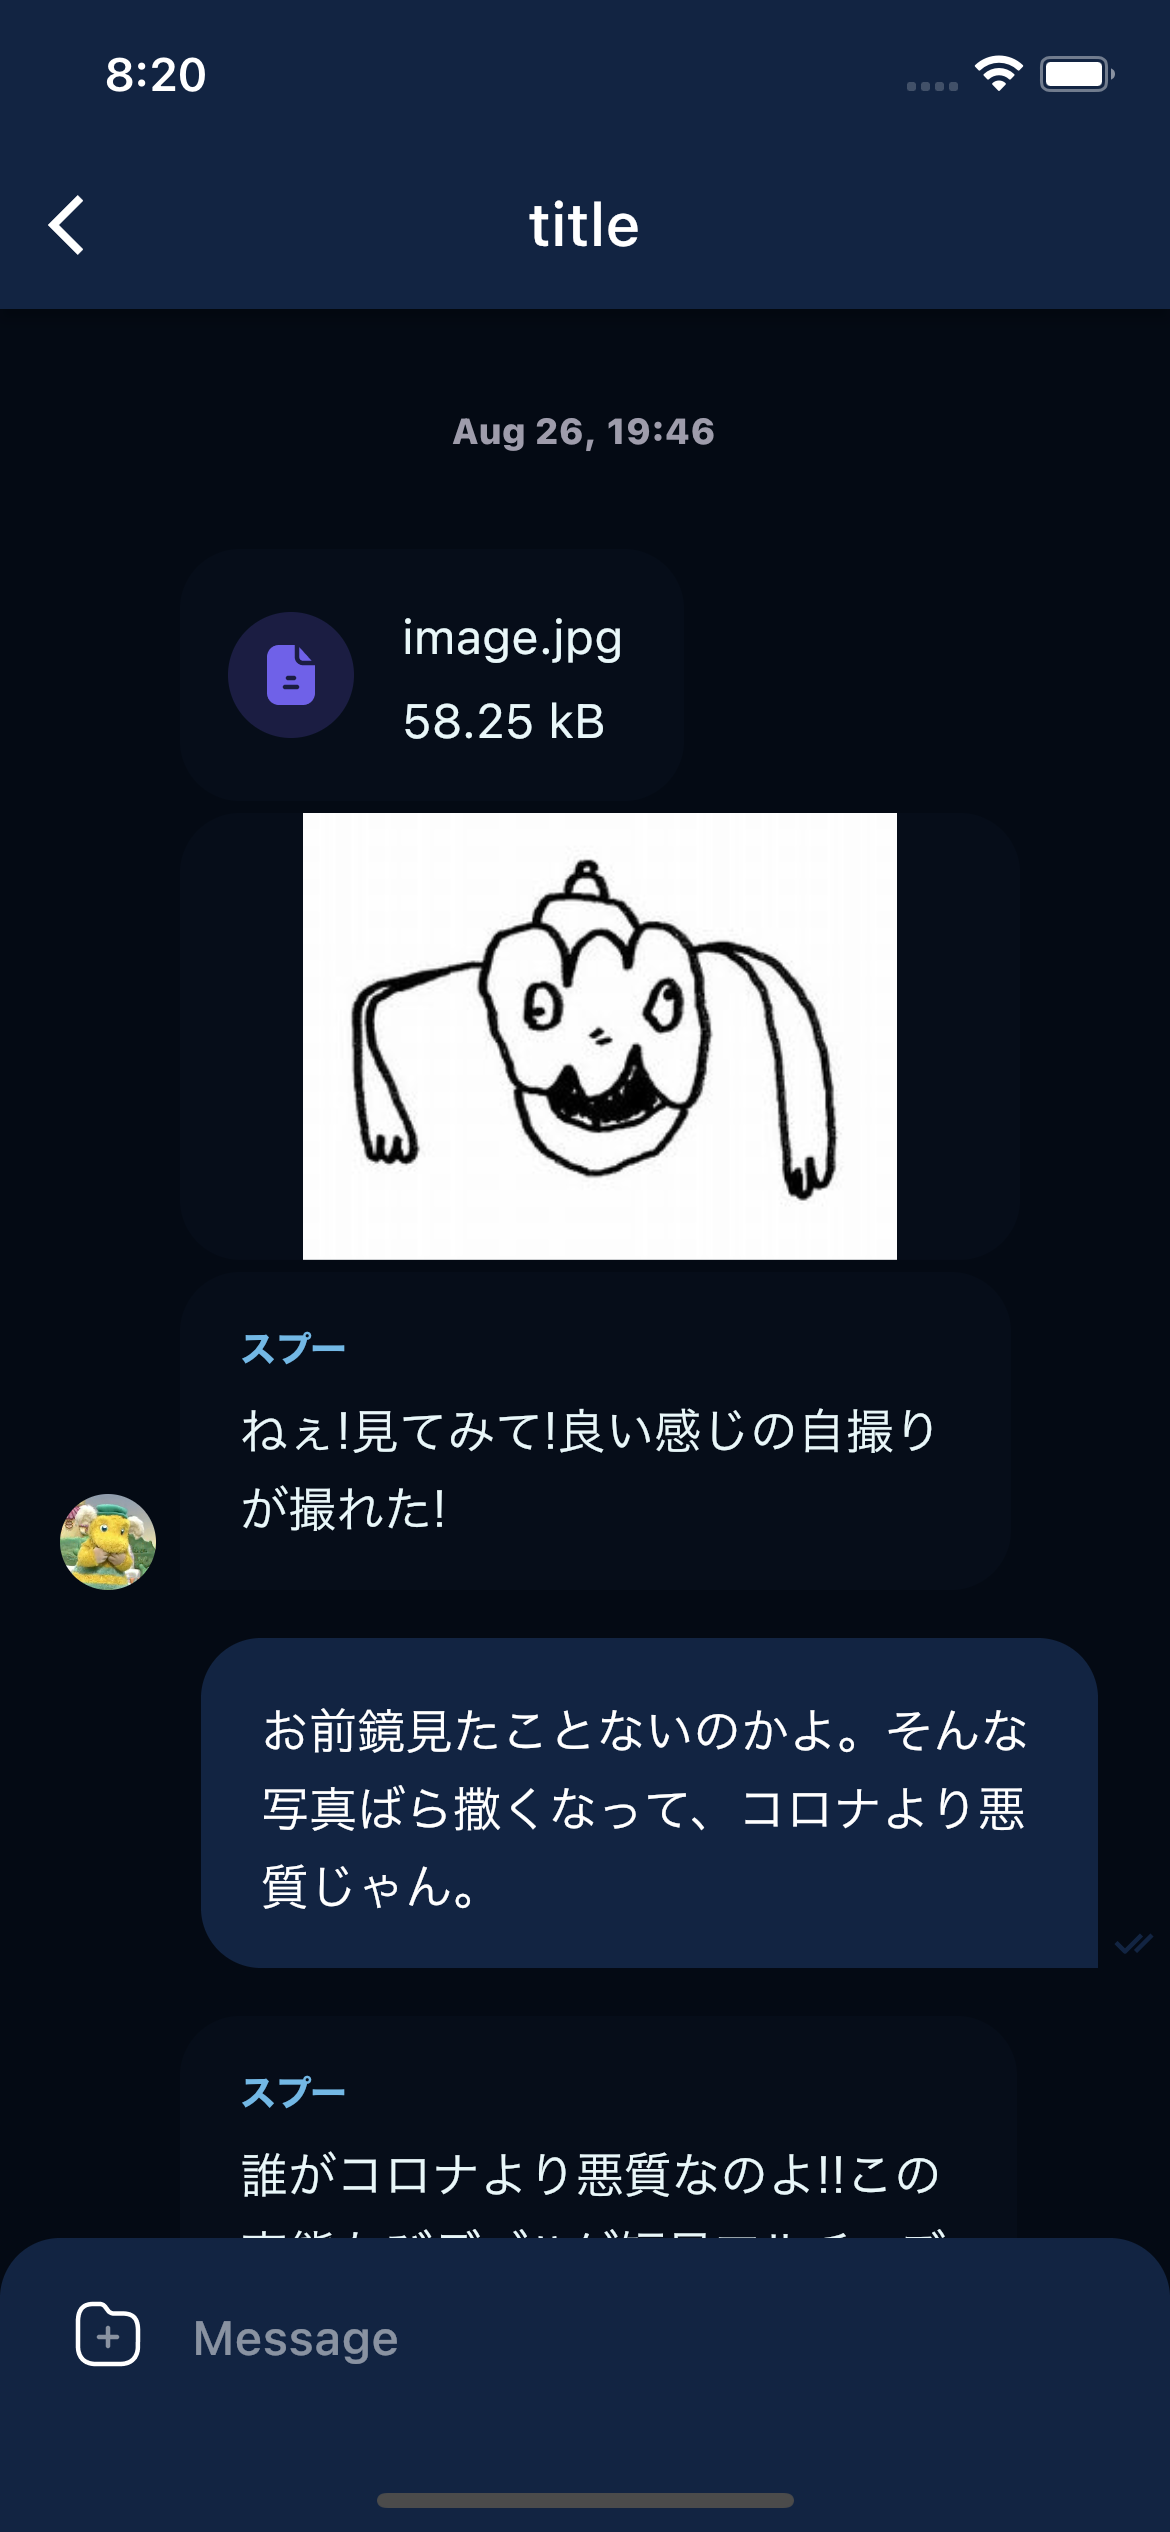 8:20
title
Aug 26, 19:46
image.jpg
58.25 kB
スプー
ねぇ!見てみて!良い感じの自撮り
が撮れた!
お前鏡見たことないのかよ。そんな
写真ばら撒くなって、コロナより悪
質じゃん。
スプー
誰がコロナより悪質なのよ!!この
Message